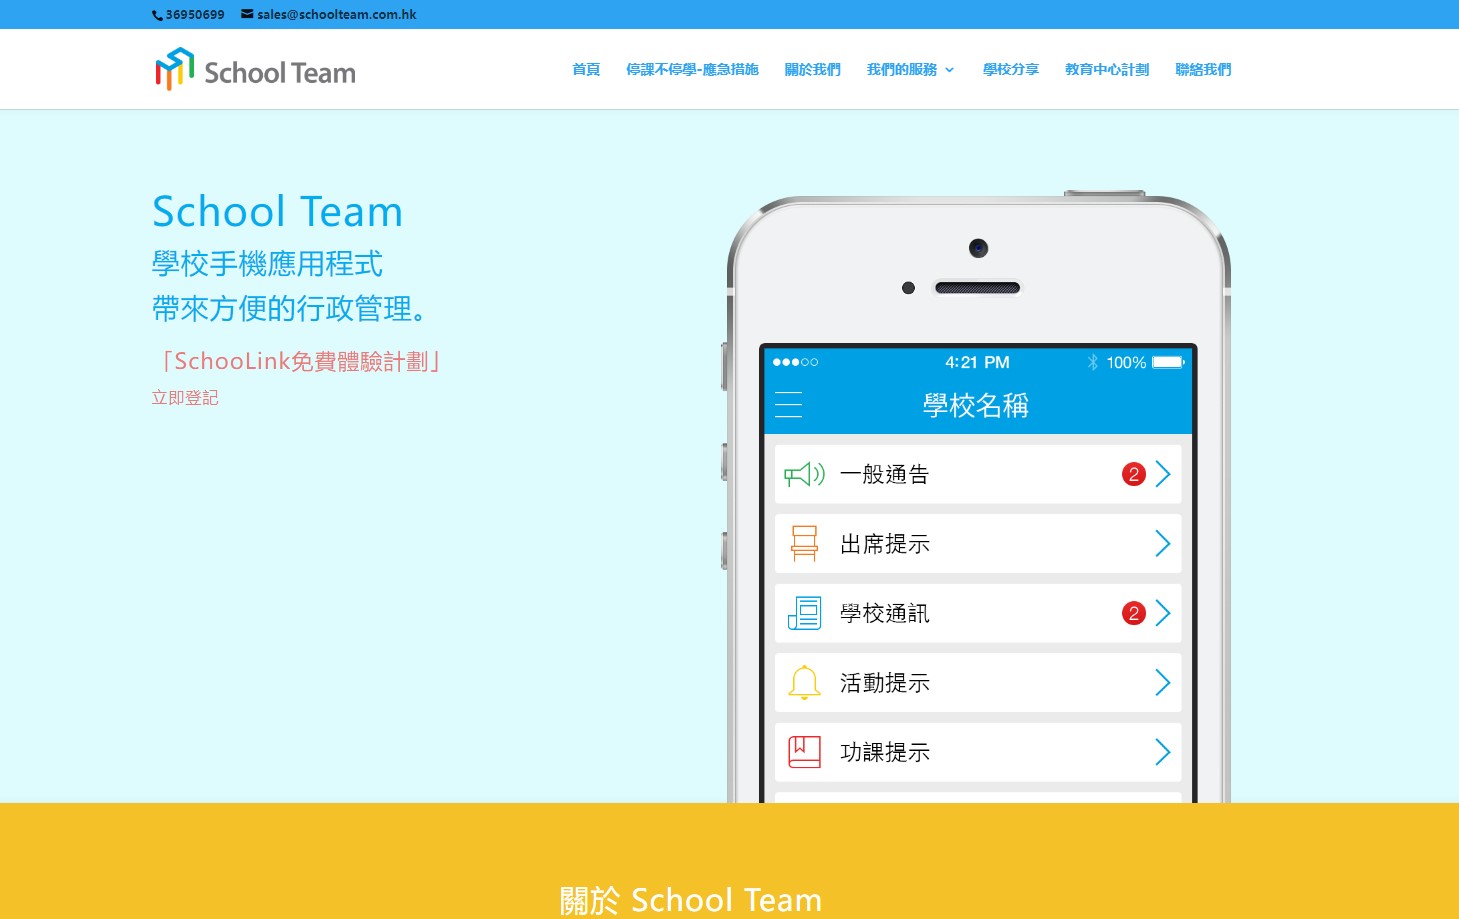 36950699 sales@schoolteam.com.hk
School Team
首頁 停課不停學-應急措施 關於我們 我們的服務 學校分享 教育中心計劃 聯絡我們
School Team
學校手機應用程式
帶來方便的行政管理。
「SchooLink免費體驗計劃」
立即登記
4:21 PM 100%
學校名稱
一般通告 2
出席提示
學校通訊 2
活動提示
功課提示
關於 School Team